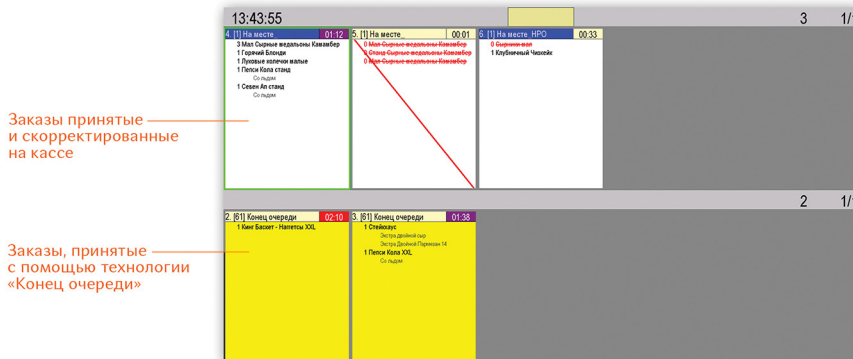 13:43:55 3 1/
4. [1] На месте 01:12
3 Мал Сырные медальоны Камамбер
1 Горячий Блонди
1 Луковые колечки малые
1 Пепси Кола станд
Со льдом
1 Севен Ап станд
Со льдом
5. [1] На месте_ 00:01
0 Мал Сырные медальоны Камамбер
0 Станд Сырные медальоны Камамбер
0 Мал Сырные медальоны Камамбер
6. [1] На месте НРО 00:33
0 Сырники мал
1 Клубничный Чизкейк
Заказы принятые
и скорректированные
на кассе
2 1/
2. [61] Конец очереди 02:10
1 Кинг Баскет - Наггетсы XXL
3. [61] Конец очереди 01:38
1 Стейкхаус
Экстра двойной сыр
Экстра Двойной Пармезан 14
1 Пепси Кола XXL
Со льдом
Заказы, принятые
с помощью технологии
«Конец очереди»